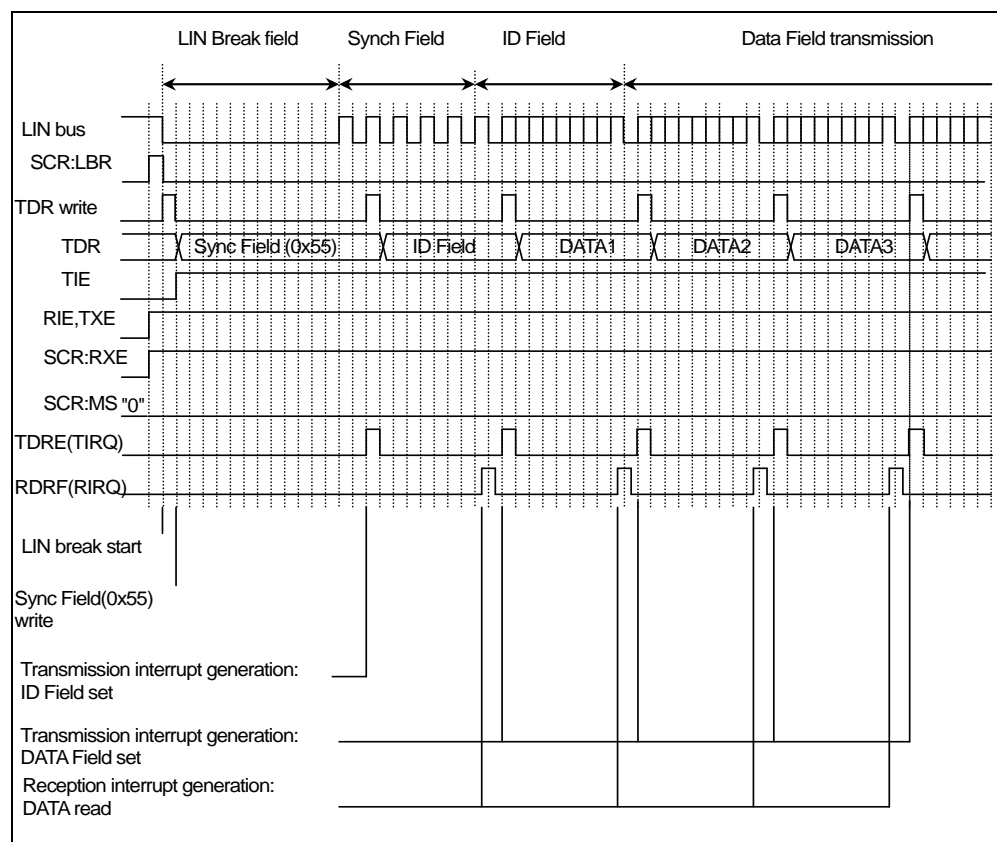 LIN Break field Synch Field ID Field Data Field transmission
LIN bus
SCR:LBR
TDR write
TDR Sync Field (0x55) ID Field DATA1 DATA2 DATA3
TIE
RIE,TXE
SCR:RXE
SCR:MS "0"
TDRE(TIRQ)
RDRF(RIRQ)
LIN break start
Sync Field(0x55)
write
Transmission interrupt generation:
ID Field set
Transmission interrupt generation:
DATA Field set
Reception interrupt generation:
DATA read